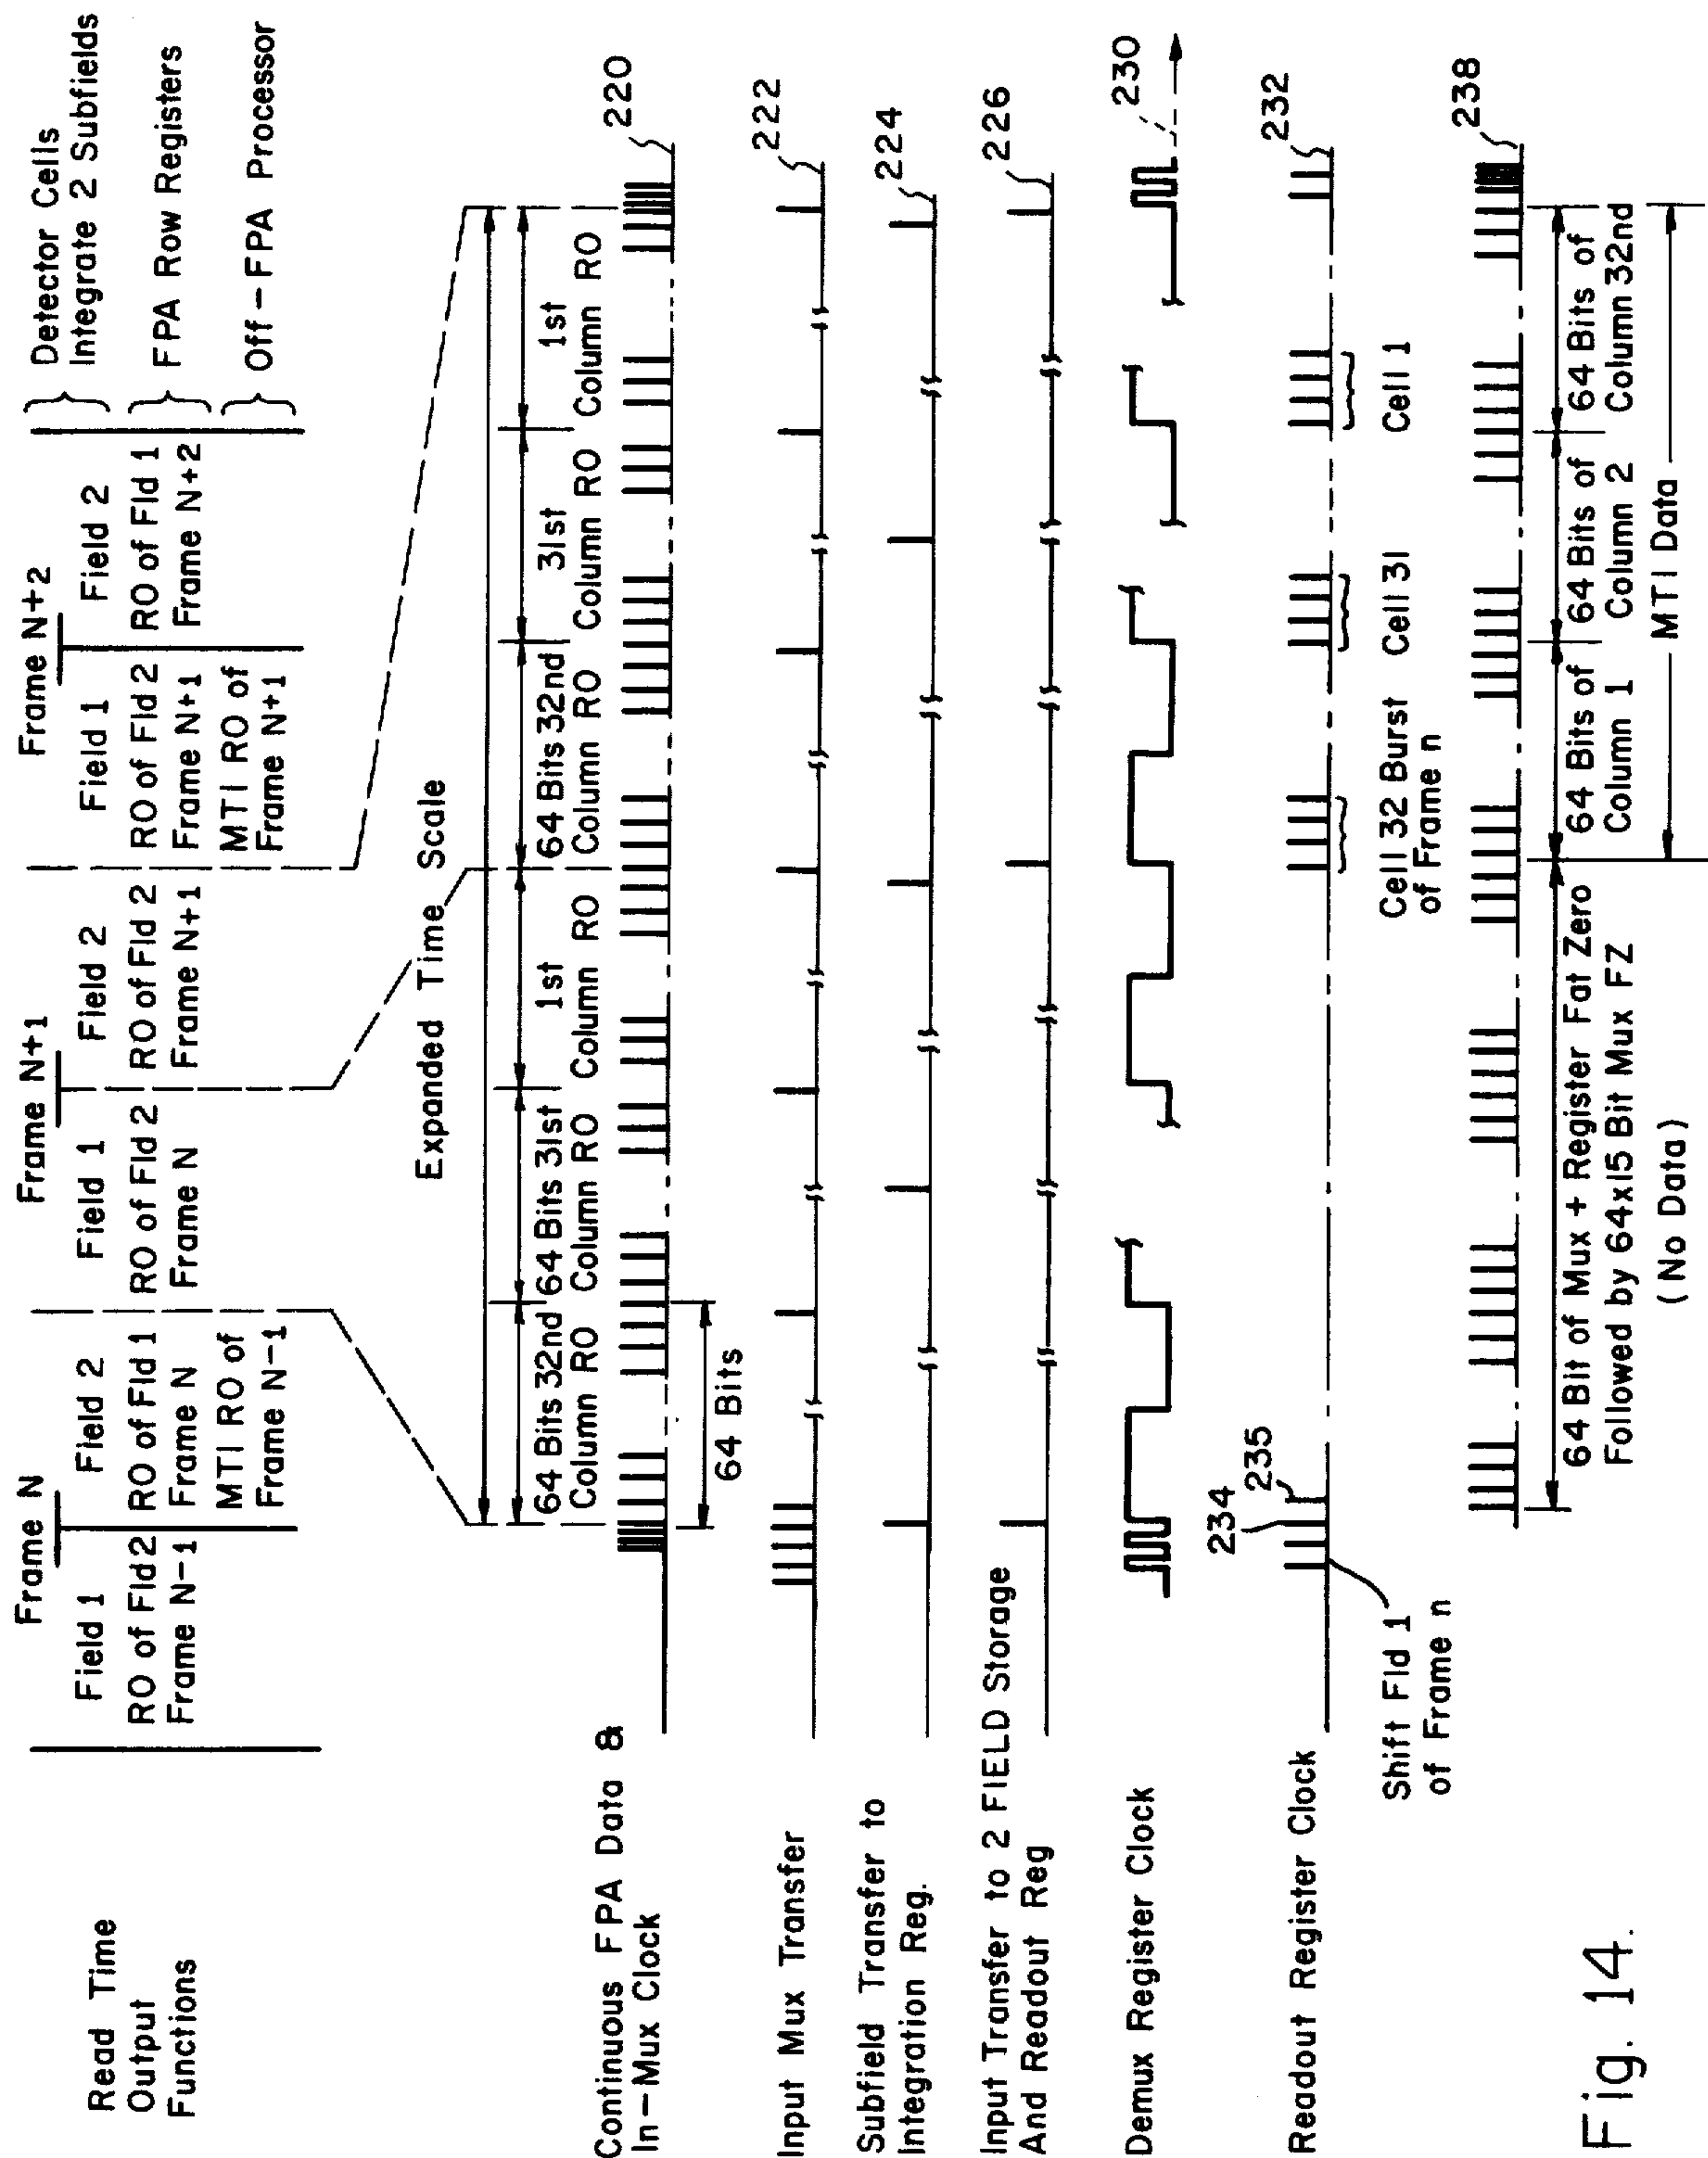 Frame N
Frame N+1
Frame N+2
Read Time
Output
Functions
Field 1
Field 2
Field 1
Field 2
Field 1
Field 2
Detector Cells
Integrate 2 Subfields
RO of Fld 2
Frame N-1
RO of Fld 1
Frame N
RO of Fld 2
Frame N
RO of Fld 2
Frame N+1
RO of Fld 2
Frame N+1
RO of Fld 1
Frame N+2
FPA Row Registers
MTI RO of
Frame N-1
MTI RO of
Frame N+1
Off-FPA Processor
Expanded Time Scale
64 Bits 32nd
Column RO
64 Bits 31st
Column RO
1st
Column RO
64 Bits 32nd
Column RO
31st
Column RO
1st
Column RO
Continuous FPA Data &
In-Mux Clock
220
64 Bits
Input Mux Transfer
222
Subfield Transfer to
Integration Reg.
224
Input Transfer to 2 FIELD Storage
And Readout Reg
226
Demux Register Clock
230
Readout Register Clock
234
235
232
Shift Fld 1
of Frame n
Cell 32 Burst
of Frame n
Cell 31
Cell 1
238
64 Bit of Mux + Register Fat Zero
Followed by 64x15 Bit Mux FZ
(No Data)
64 Bits of
Column 1
64 Bits of
Column 2
64 Bits of
Column 32nd
MTI Data
Fig. 14.